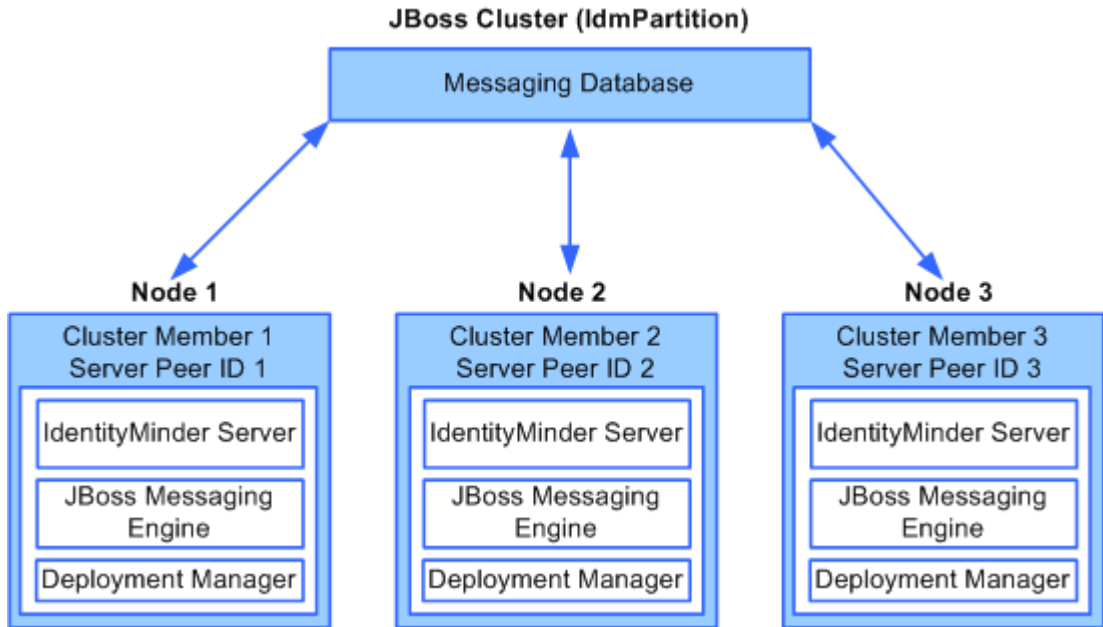 JBoss Cluster (IdmPartition)
Messaging Database
Node 1
Cluster Member 1
Server Peer ID 1
IdentityMinder Server
JBoss Messaging
Engine
Deployment Manager
Node 2
Cluster Member 2
Server Peer ID 2
IdentityMinder Server
JBoss Messaging
Engine
Deployment Manager
Node 3
Cluster Member 3
Server Peer ID 3
IdentityMinder Server
JBoss Messaging
Engine
Deployment Manager